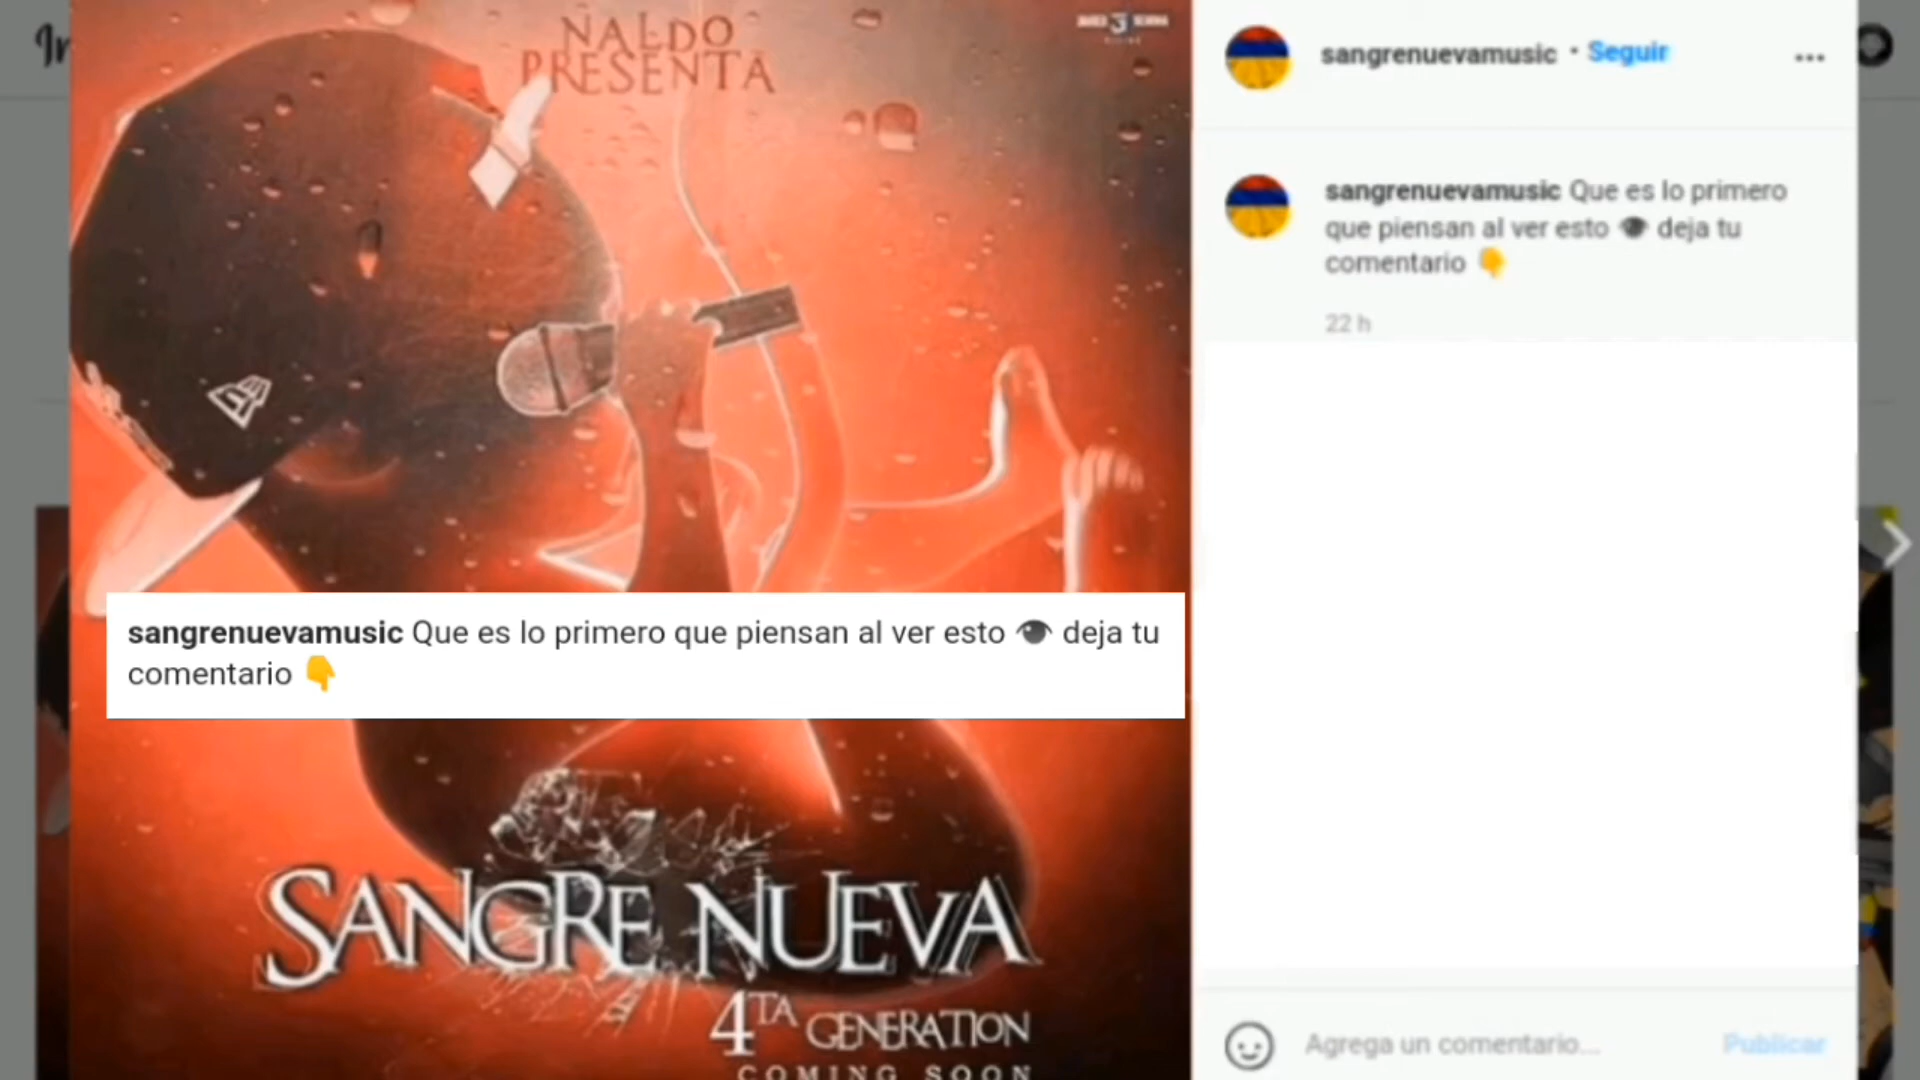 NALDO
PRESENTA
sangrenuevamusic • Seguir
sangrenuevamusic Que es lo primero
que piensan al ver esto 👁 deja tu
comentario 👇
22 h
sangrenuevamusic Que es lo primero que piensan al ver esto 👁 deja tu
comentario 👇
SANGRE NUEVA
4TA GENERATION
COMING SOON
Agrega un comentario...
Publicar